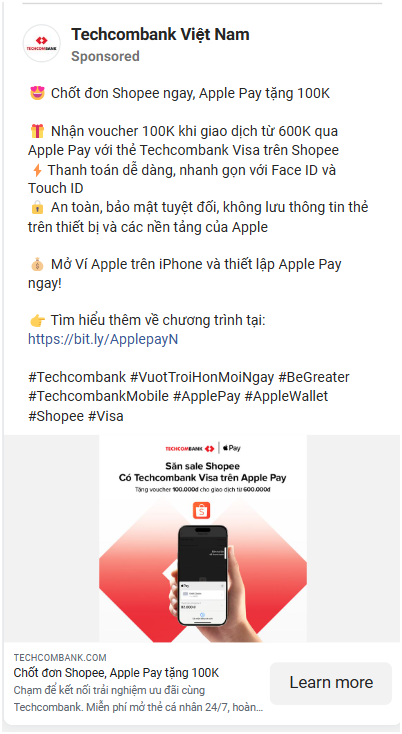 Techcombank Việt Nam
Sponsored
😍 Chốt đơn Shopee ngay, Apple Pay tặng 100K
🎁 Nhận voucher 100K khi giao dịch từ 600K qua
Apple Pay với thẻ Techcombank Visa trên Shopee
⚡Thanh toán dễ dàng, nhanh gọn với Face ID và
Touch ID
🔒 An toàn, bảo mật tuyệt đối, không lưu thông tin thẻ
trên thiết bị và các nền tảng của Apple
💰 Mở Ví Apple trên iPhone và thiết lập Apple Pay
ngay!
👉 Tìm hiểu thêm về chương trình tại:
https://bit.ly/ApplepayN
#Techcombank #VuotTroiHonMoiNgay #BeGreater
#TechcombankMobile #ApplePay #AppleWallet
#Shopee #Visa
TECHCOMBANK | Pay
Săn sale Shopee
Có Techcombank Visa trên Apple Pay
Tặng voucher 100.000đ cho giao dịch từ 600.000đ
Pay
TECHCOMBANK.COM
Chốt đơn Shopee, Apple Pay tặng 100K
Chạm để kết nối trải nghiệm ưu đãi cùng
Techcombank. Miễn phí mở thẻ cá nhân 24/7, hoàn...
Learn more